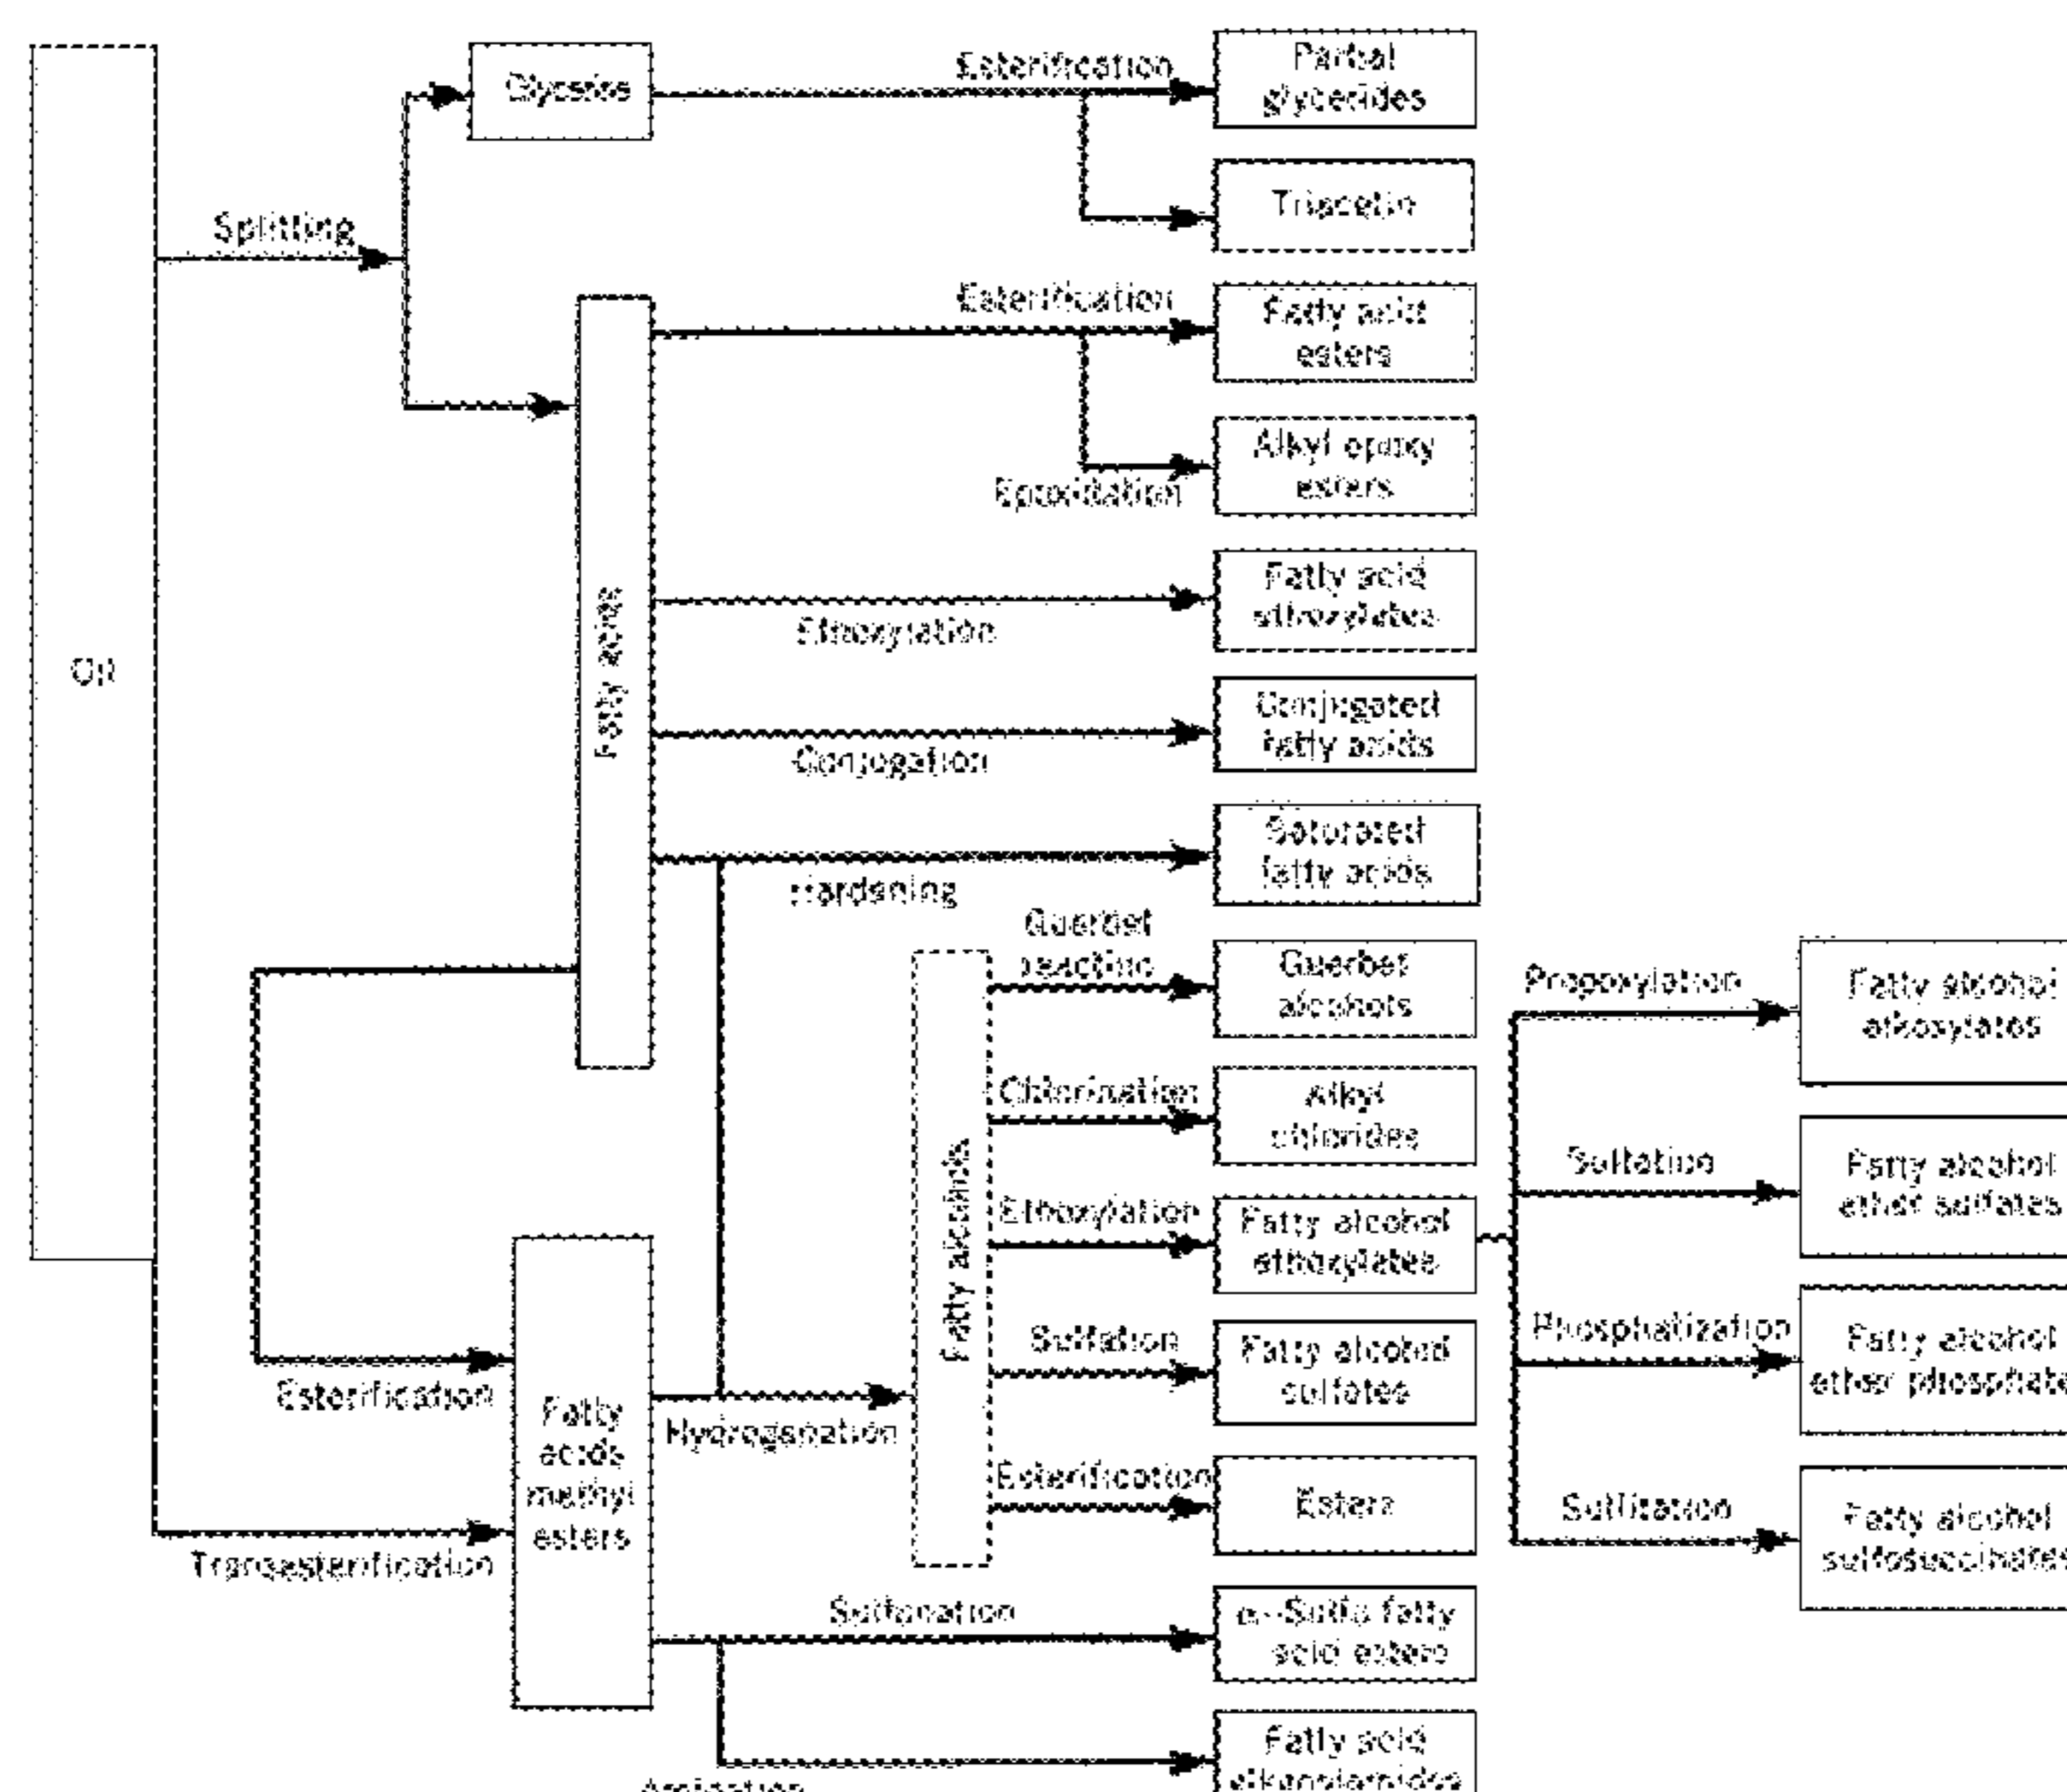 Esterification
Partial
glycerides
Splitting
Triacetin
Esterification
Fatty acid
esters
Alkyl epoxy
esters
Epoxidation
Oil
Fatty acids
Fatty acid
ethoxylates
Ethoxylation
Conjugated
fatty acids
Conjugation
Saturated
fatty acids
Hardening
Guerbet
reaction
Guerbet
alcohols
Propoxylation
Fatty alcohol
alkoxylates
Chlorination
Alkyl
chlorides
Fatty alcohols
Sulfation
Fatty alcohol
ether sulfates
Ethoxylation
Fatty alcohol
ethoxylates
Sulfation
Fatty alcohol
sulfates
Phosphatization
Fatty alcohol
ether phosphate
Esterification
Fatty
acids
methyl
esters
Hydrogenation
Esterification
Esters
Sulfitation
Fatty alcohol
sulfosuccinates
Transesterification
Sulfonation
α-Sulfo fatty
acid esters
Fatty acid
alkanolamides